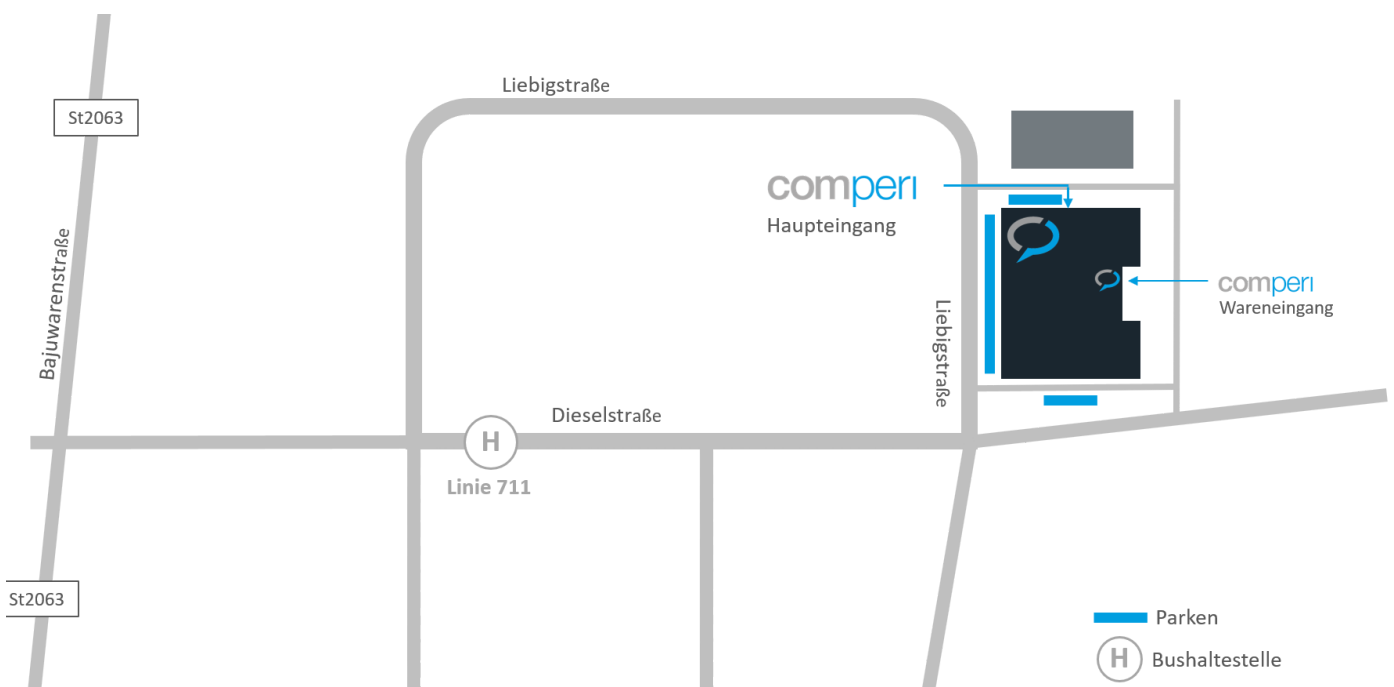 Liebigstraße
St2063
comperi
Haupteingang
Bajuwarenstraße
comperi
Wareneingang
Liebigstraße
Dieselstraße
H
Linie 711
St2063
Parken
H Bushaltestelle